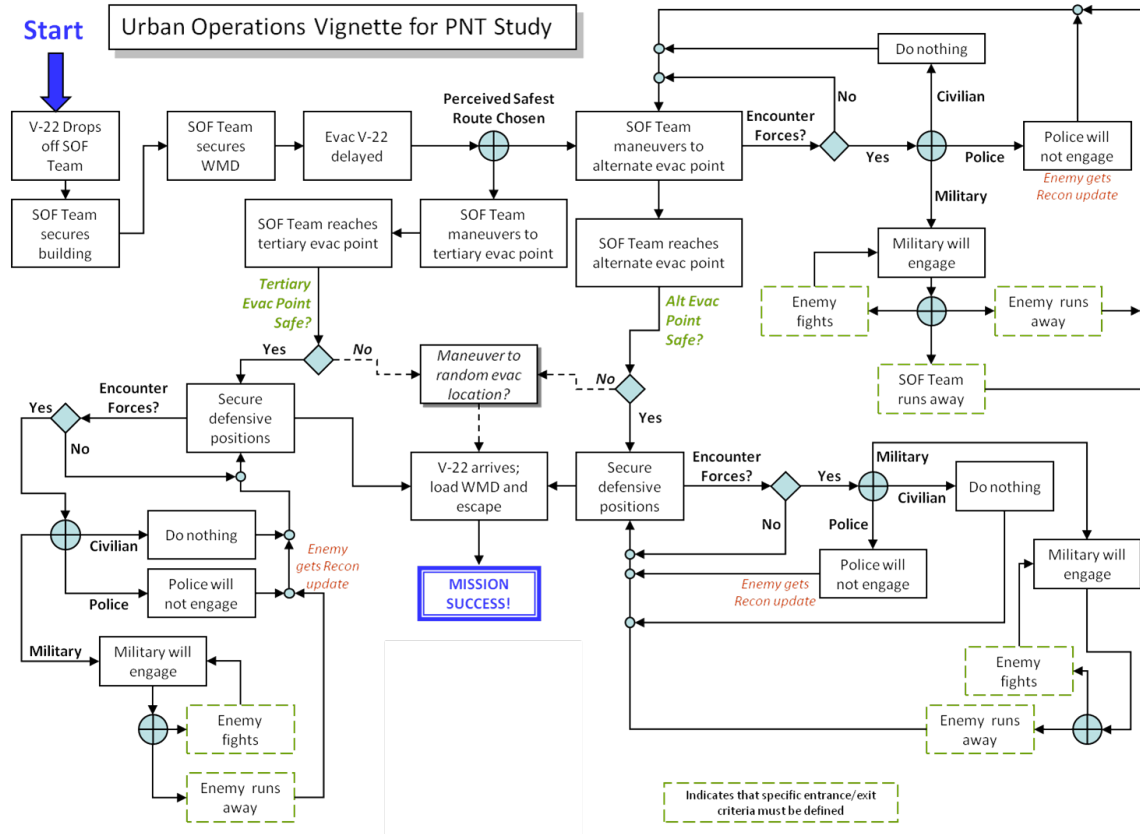 Start
Urban Operations Vignette for PNT Study
V-22 Drops
off SOF
Team
SOF Team
secures
building
SOF Team
secures
WMD
Evac V-22
delayed
Perceived Safest
Route Chosen
SOF Team
maneuvers to
alternate evac point
Encounter
Forces?
No
Yes
Civilian
Do nothing
Police
Police will
not engage
Enemy gets
Recon update
Military
Military will
engage
Enemy
fights
Enemy runs
away
SOF Team
runs away
SOF Team
maneuvers to
tertiary evac point
SOF Team reaches
tertiary evac point
SOF Team reaches
alternate evac point
Tertiary
Evac Point
Safe?
Yes
No
Maneuver to
random evac
location?
Alt Evac
Point
Safe?
No
Yes
Encounter
Forces?
Yes
No
Secure
defensive
positions
V-22 arrives;
load WMD and
escape
MISSION
SUCCESS!
Civilian
Do nothing
Police
Police will
not engage
Enemy
gets Recon
update
Military
Military will
engage
Enemy
fights
Enemy runs
away
Secure
defensive
positions
Encounter
Forces?
Yes
No
Military
Civilian
Do nothing
Police
Police will
not engage
Enemy gets
Recon update
Military will
engage
Enemy
fights
Enemy runs
away
Indicates that specific entrance/exit
criteria must be defined